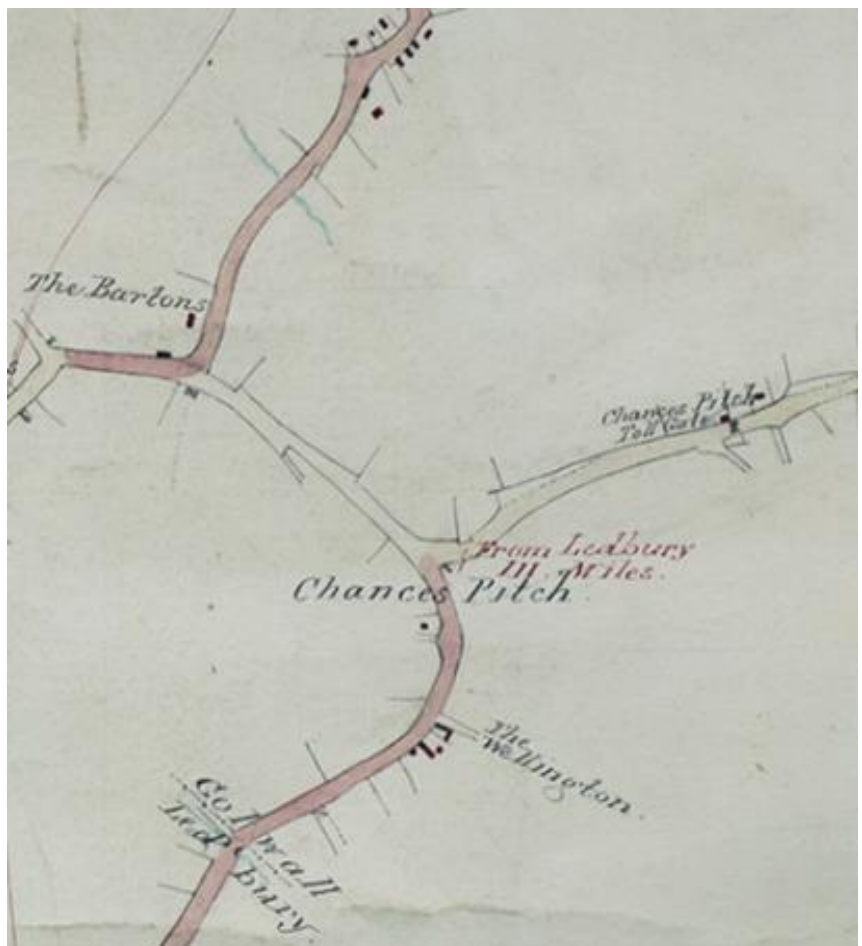 The Bartons
Chances Pitch
Toll Gate
From Ledbury
III. Miles.
Chances Pitch.
The
Wellington.
Colwall
Ledbury.